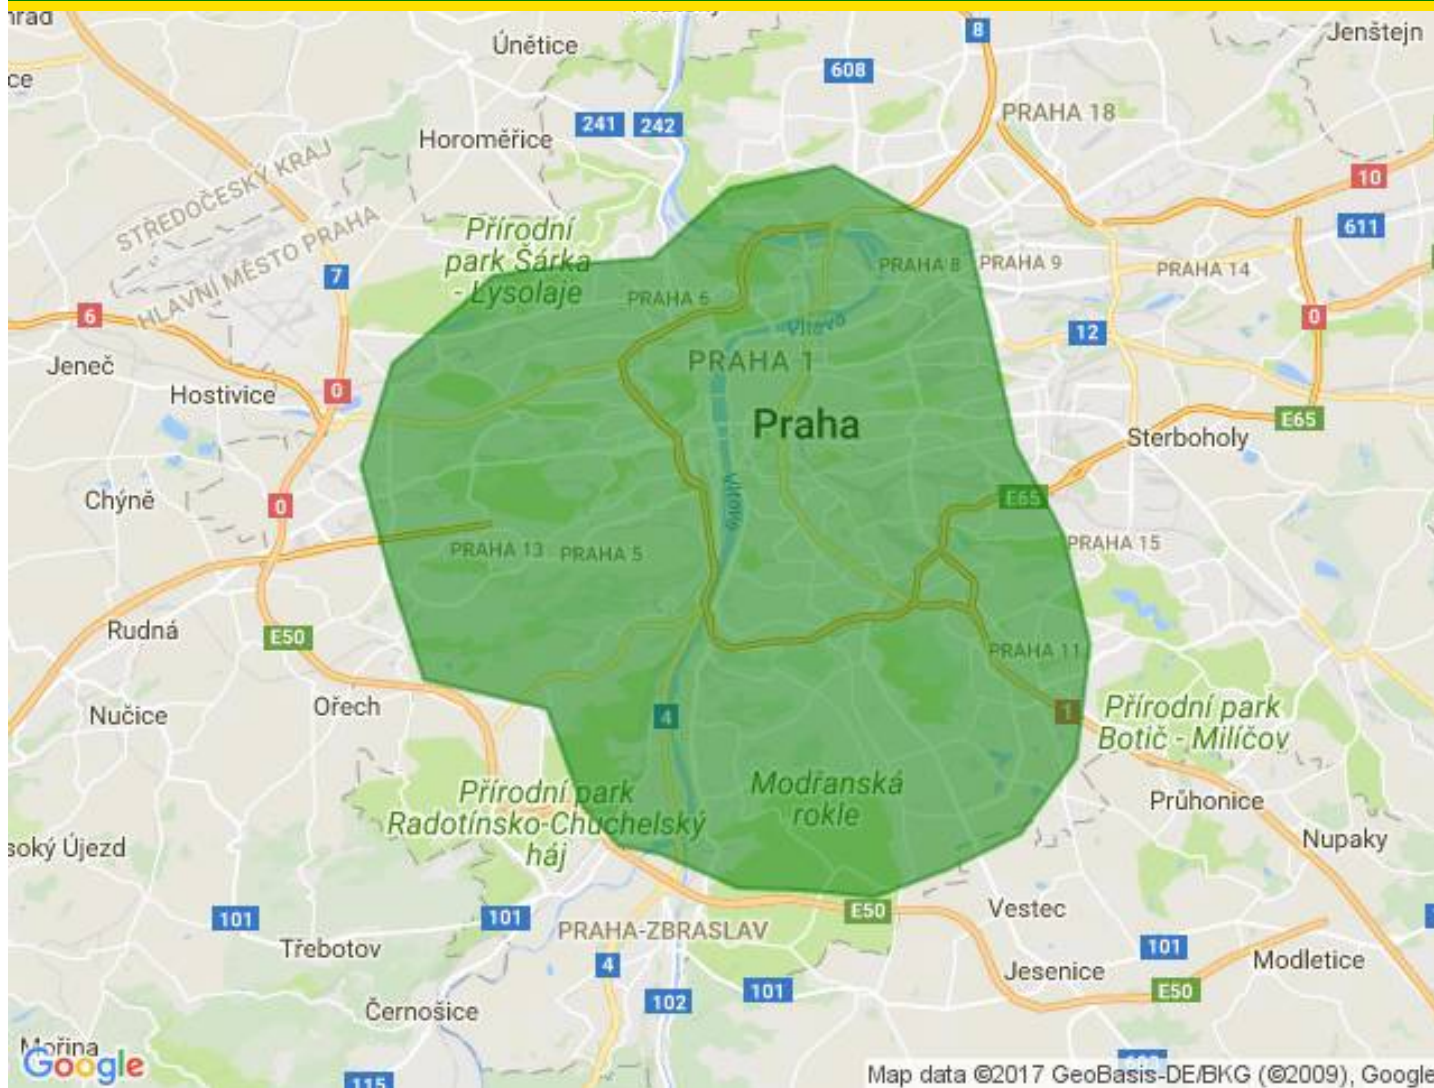 Únětice
8
Jenštejn
608
ce
PRAHA 18
241
242
Horoměřice
10
STŘEDOČESKÝ KRAJ
HLAVNÍ MĚSTO PRAHA
Přírodní
park Šárka
- Lysolaje
611
7
PRAHA 8
PRAHA 9
PRAHA 14
PRAHA 6
6
0
Vltava
12
Jeneč
PRAHA 1
Hostivice
0
Praha
E65
Sterboholy
Chýně
0
Vltava
E65
PRAHA 13
PRAHA 5
PRAHA 15
Rudná
E50
PRAHA 11
Nučice
Ořech
4
1
Přírodní park
Botič - Milíčov
Přírodní park
Radotínsko-Chuchelský
háj
Modřanská
rokle
Průhonice
Nupaky
soký Újezd
101
101
E50
Vestec
PRAHA-ZBRASLAV
Třebotov
4
101
Modletice
Jesenice
102
101
E50
Černošice
Mořina
Google
115
Map data ©2017 GeoBasis-DE/BKG (©2009), Google